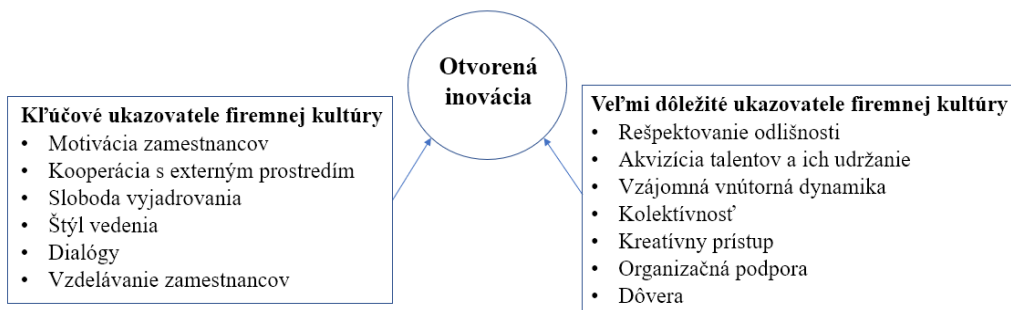 Otvorená
inovácia
Kľúčové ukazovatele firemnej kultúry
• Motivácia zamestnancov
• Kooperácia s externým prostredím
• Sloboda vyjadrovania
• Štýl vedenia
• Dialógy
• Vzdelávanie zamestnancov
Veľmi dôležité ukazovatele firemnej kultúry
• Rešpektovanie odlišnosti
• Akvizícia talentov a ich udržanie
• Vzájomná vnútorná dynamika
• Kolektívnosť
• Kreatívny prístup
• Organizačná podpora
• Dôvera